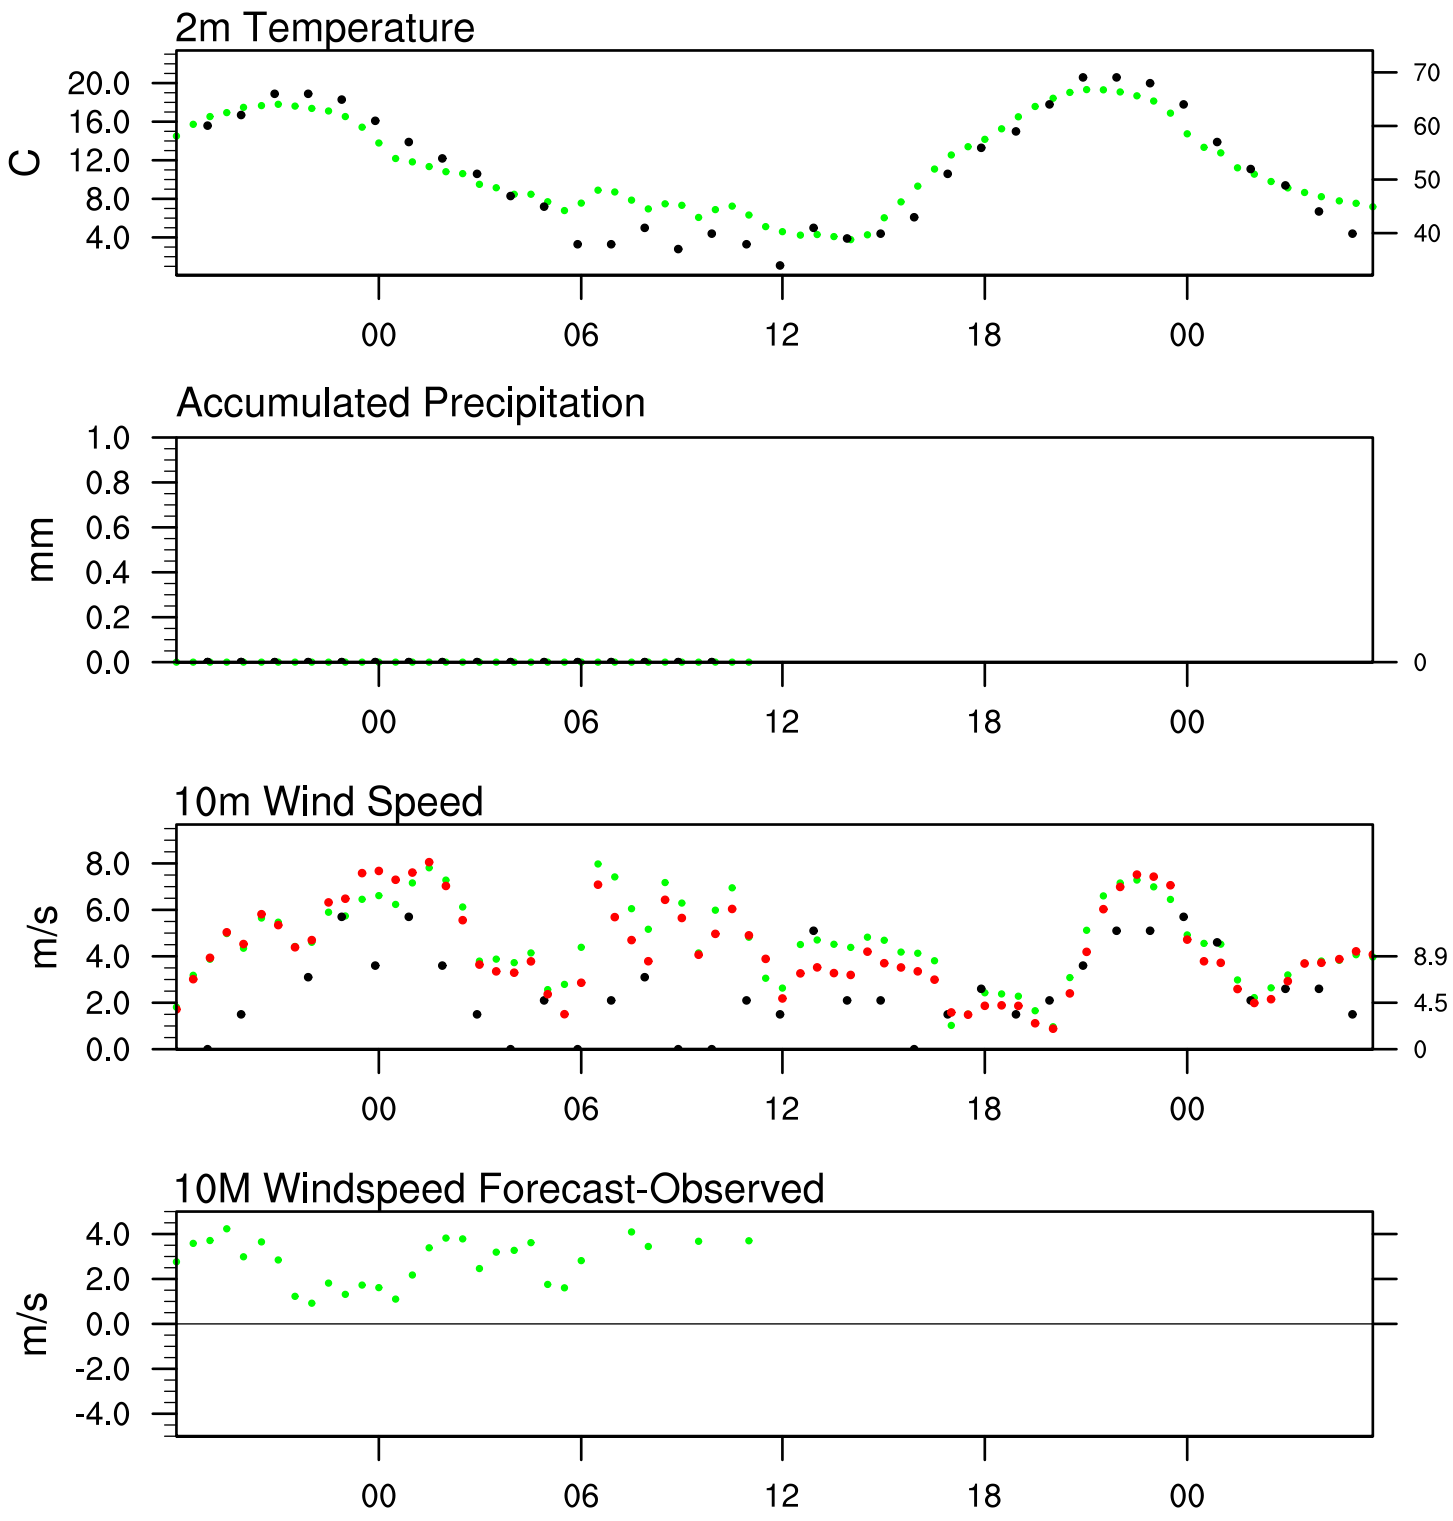 2m Temperature
20.0
16.0
12.0
8.0
4.0
C
70
60
50
40
00 06 12 18 00
Accumulated Precipitation
1.0
0.8
0.6
0.4
0.2
0.0
mm
0
00 06 12 18 00
10m Wind Speed
8.0
6.0
4.0
2.0
0.0
m/s
8.9
4.5
0
00 06 12 18 00
10M Windspeed Forecast-Observed
4.0
2.0
0.0
-2.0
-4.0
m/s
00 06 12 18 00